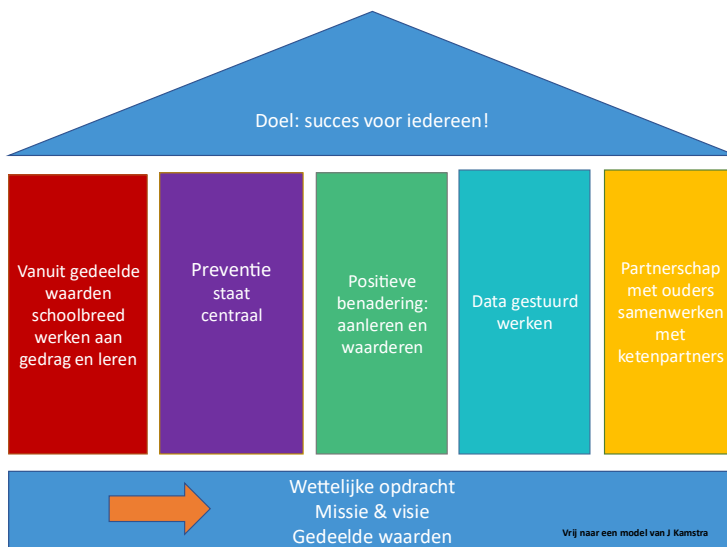 Doel: succes voor iedereen!
Vanuit gedeelde
waarden
schoolbreed
werken aan
gedrag en leren
Preventie
staat
centraal
Positieve
benadering:
aanleren en
waarderen
Data gestuurd
werken
Partnerschap
met ouders
samenwerken
met
ketenpartners
Wettelijke opdracht
Missie & visie
Gedeelde waarden
Vrij naar een model van J Kamstra